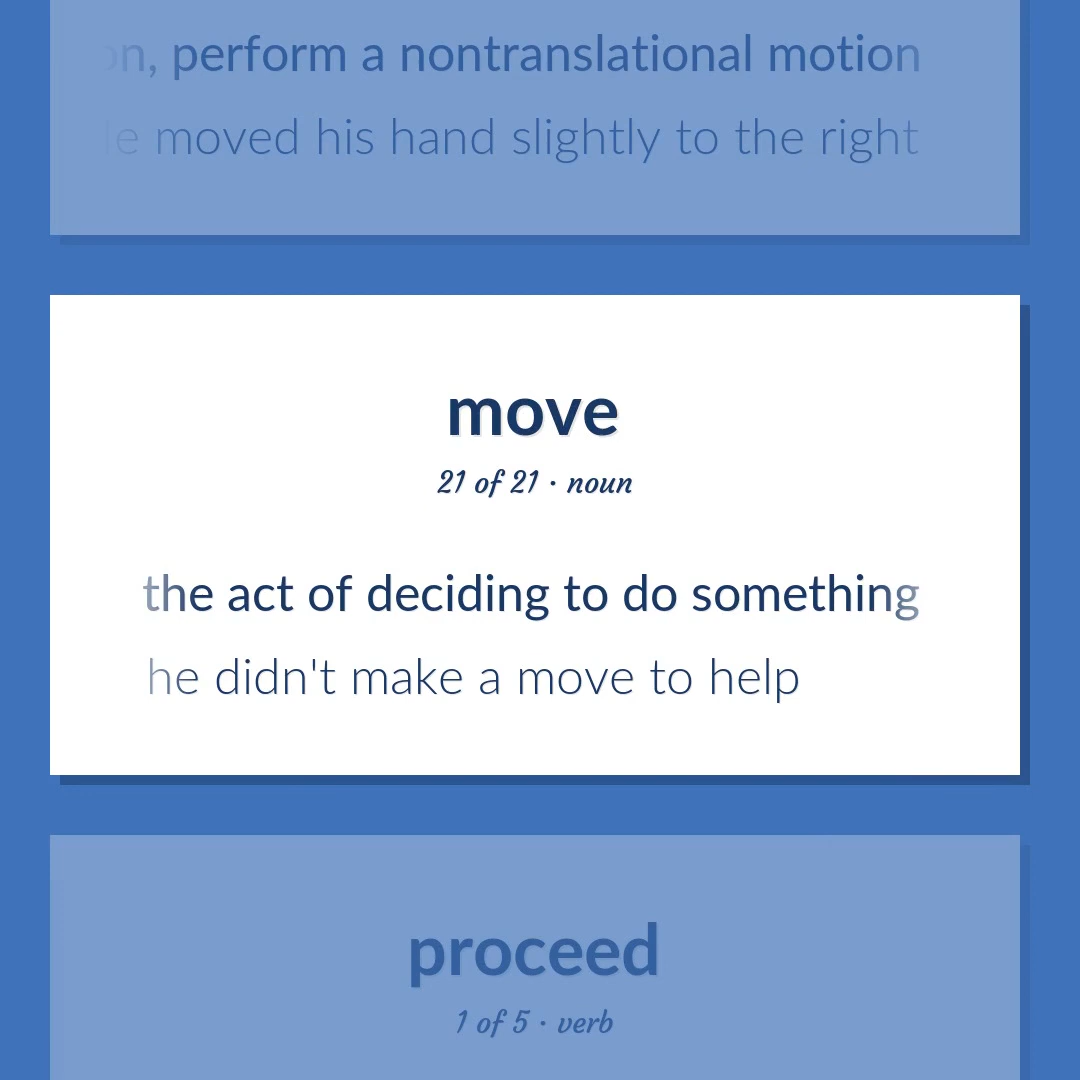 perform a nontranslational motion
moved his hand slightly to the right
move
21 of 21 · noun
the act of deciding to do something
he didn't make a move to help
proceed
1 of 5 · verb